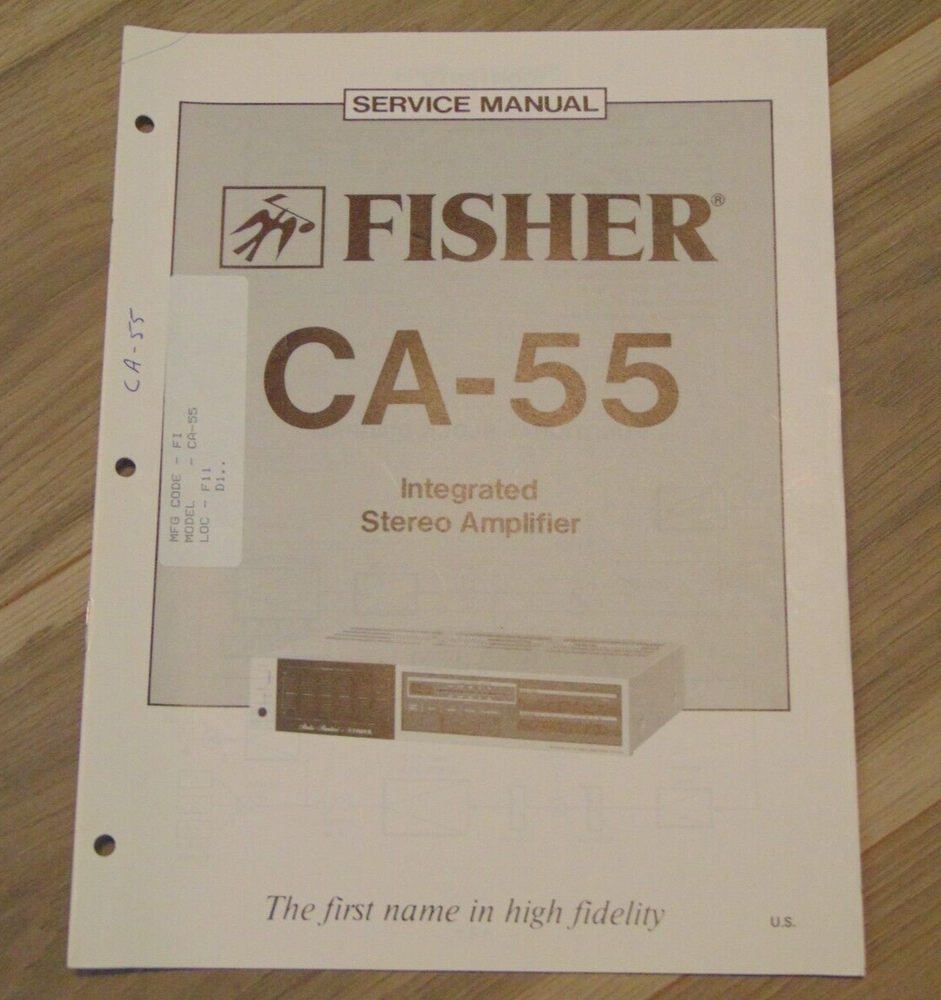 SERVICE MANUAL
FISHER®
CA-55
Integrated
Stereo Amplifier
CA-55
MFG CODE - FI
MODEL - CA-55
LOC - F11
D1..
The first name in high fidelity
U.S.